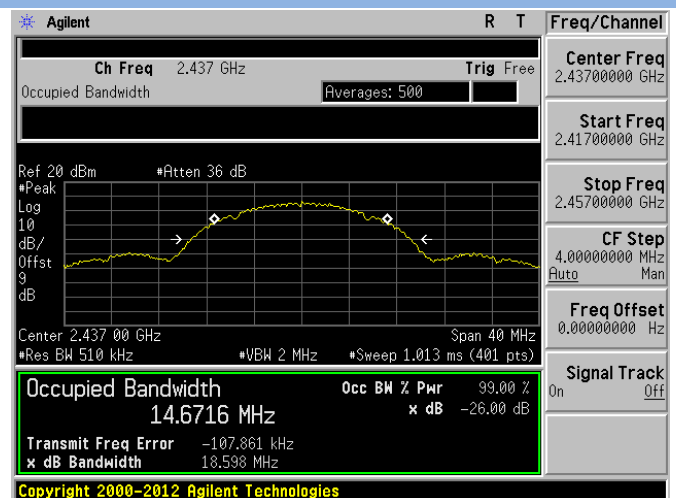 Agilent R T Freq/Channel
Ch Freq 2.437 GHz Trig Free
Occupied Bandwidth Averages: 500
Center Freq
2.43700000 GHz
Start Freq
2.41700000 GHz
Stop Freq
2.45700000 GHz
CF Step
4.00000000 MHz
Auto Man
Freq Offset
0.00000000 Hz
Signal Track
On Off
Ref 20 dBm #Atten 36 dB
#Peak
Log
10
dB/
Offst
9
dB
Center 2.437 00 GHz Span 40 MHz
#Res BW 510 kHz #VBW 2 MHz #Sweep 1.013 ms (401 pts)
Occupied Bandwidth Occ BW % Pwr 99.00 %
14.6716 MHz x dB -26.00 dB
Transmit Freq Error -107.861 kHz
x dB Bandwidth 18.598 MHz
Copyright 2000-2012 Agilent Technologies